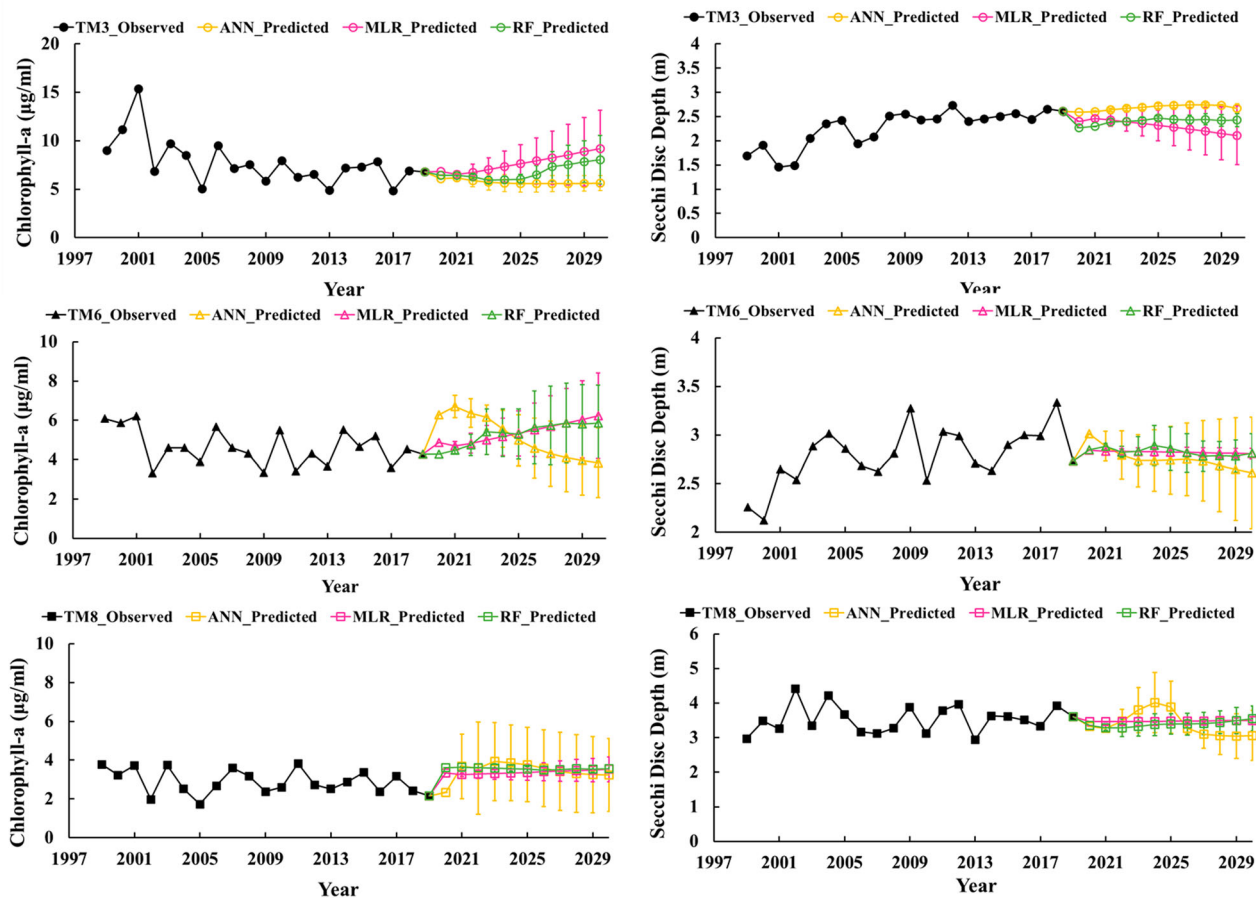 TM3_Observed ANN_Predicted MLR_Predicted RF_Predicted
20
15
10
5
0
Chlorophyll-a (µg/ml)
1997 2001 2005 2009 2013 2017 2021 2025 2029
Year
TM3_Observed ANN_Predicted MLR_Predicted RF_Predicted
4
3.5
3
2.5
2
1.5
1
0.5
0
Secchi Disc Depth (m)
1997 2001 2005 2009 2013 2017 2021 2025 2029
Year
TM6_Observed ANN_Predicted MLR_Predicted RF_Predicted
10
8
6
4
2
0
Chlorophyll-a (µg/ml)
1997 2001 2005 2009 2013 2017 2021 2025 2029
Year
TM6_Observed ANN_Predicted MLR_Predicted RF_Predicted
4
3.5
3
2.5
2
Secchi Disc Depth (m)
1997 2001 2005 2009 2013 2017 2021 2025 2029
Year
TM8_Observed ANN_Predicted MLR_Predicted RF_Predicted
10
8
6
4
2
0
Chlorophyll-a (µg/ml)
1997 2001 2005 2009 2013 2017 2021 2025 2029
Year
TM8_Observed ANN_Predicted MLR_Predicted RF_Predicted
6
5
4
3
2
1
0
Secchi Disc Depth (m)
1997 2001 2005 2009 2013 2017 2021 2025 2029
Year